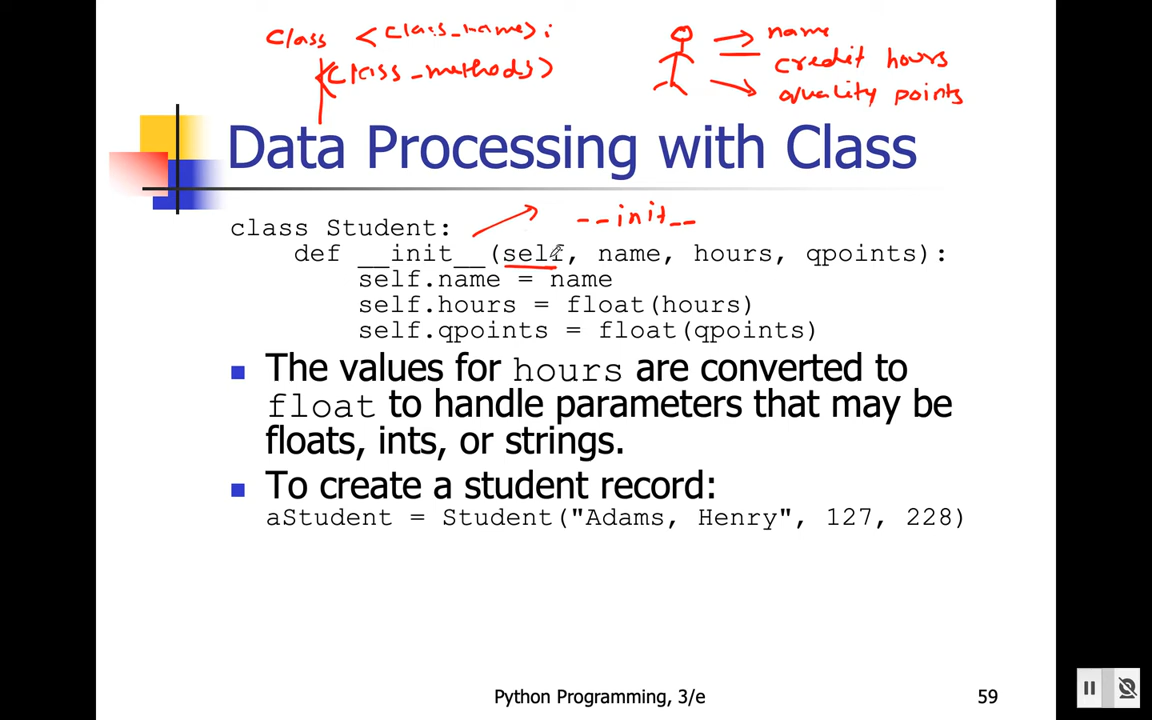 class <class_name>:
<class_methods>
name
credit hours
quality points
Data Processing with Class
__init__
class Student:
def __init__(self, name, hours, qpoints):
self.name = name
self.hours = float(hours)
self.qpoints = float(qpoints)
The values for hours are converted to
float to handle parameters that may be
floats, ints, or strings.
To create a student record:
aStudent = Student("Adams, Henry", 127, 228)
Python Programming, 3/e
59